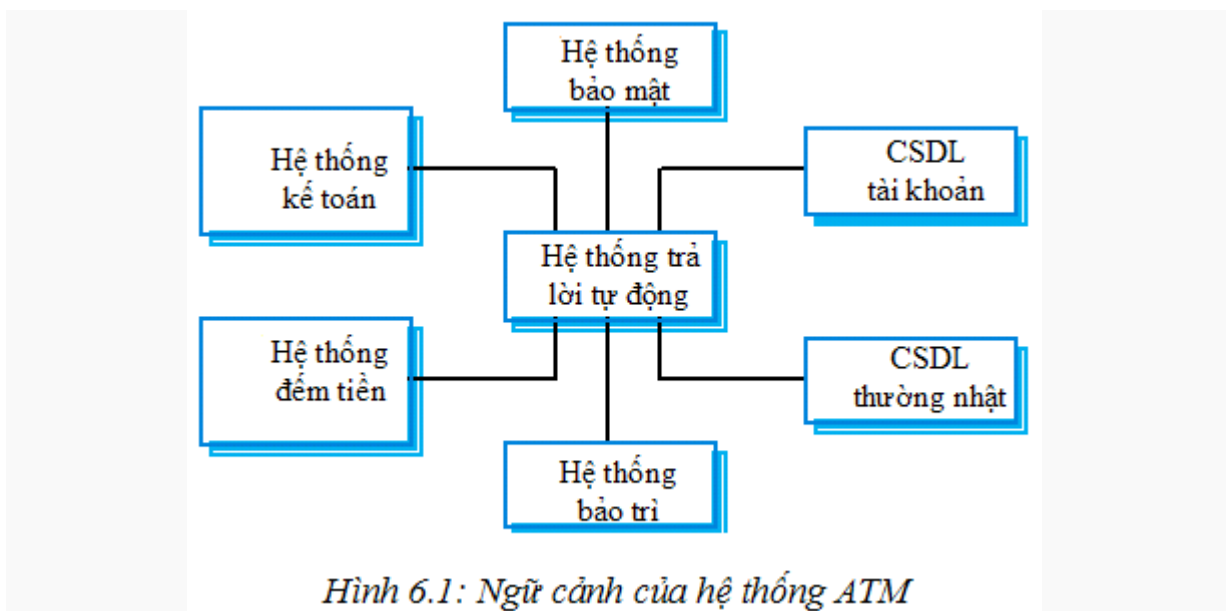 Hệ thống
bảo mật
Hệ thống
kế toán
CSDL
tài khoản
Hệ thống trả
lời tự động
Hệ thống
đếm tiền
CSDL
thường nhật
Hệ thống
bảo trì
Hình 6.1: Ngữ cảnh của hệ thống ATM